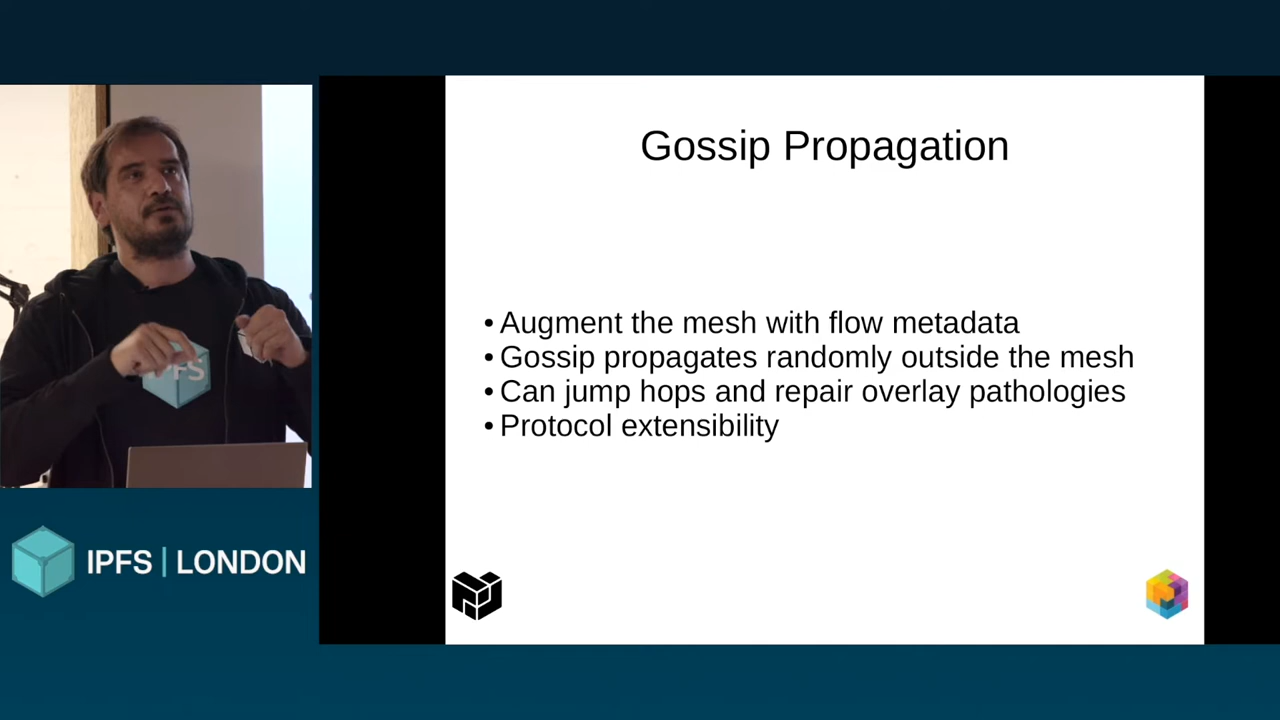 Gossip Propagation
• Augment the mesh with flow metadata
• Gossip propagates randomly outside the mesh
• Can jump hops and repair overlay pathologies
• Protocol extensibility
PFS
IPFS | LONDON